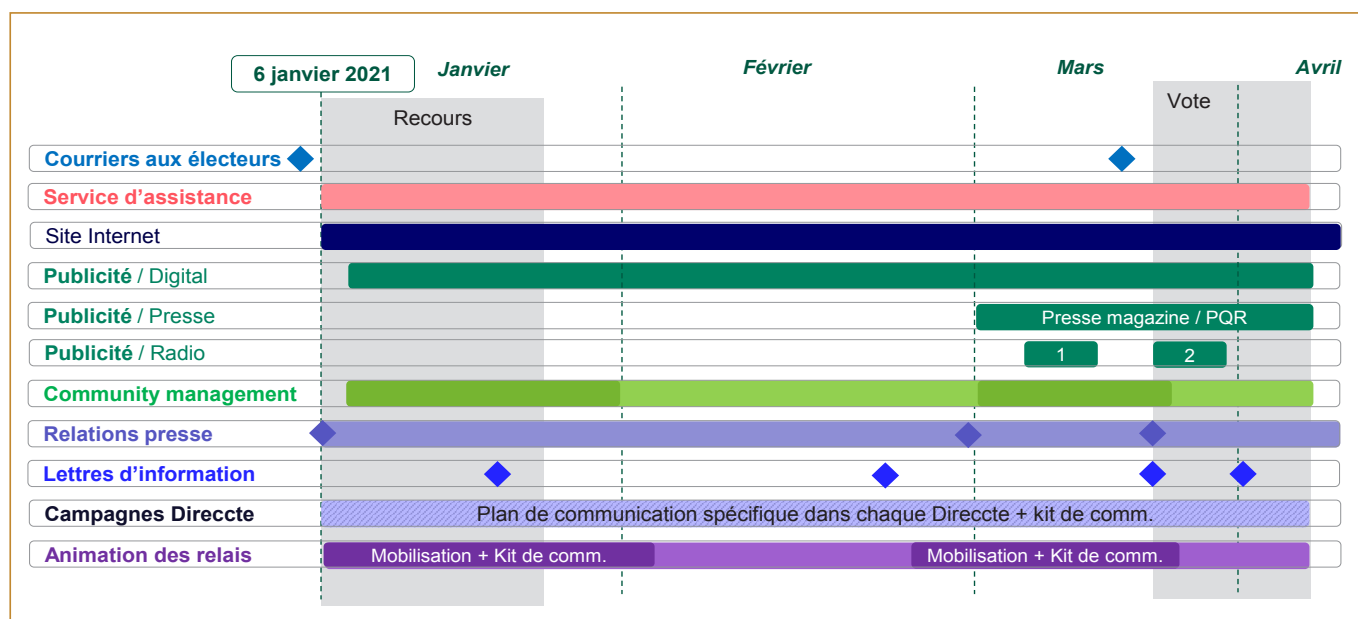 6 janvier 2021
Janvier
Février
Mars
Avril
Recours
Vote
Courriers aux électeurs
Service d’assistance
Site Internet
Publicité / Digital
Publicité / Presse
Presse magazine / PQR
Publicité / Radio
1
2
Community management
Relations presse
Lettres d’information
Campagnes Direccte
Plan de communication spécifique dans chaque Direccte + kit de comm.
Animation des relais
Mobilisation + Kit de comm.
Mobilisation + Kit de comm.